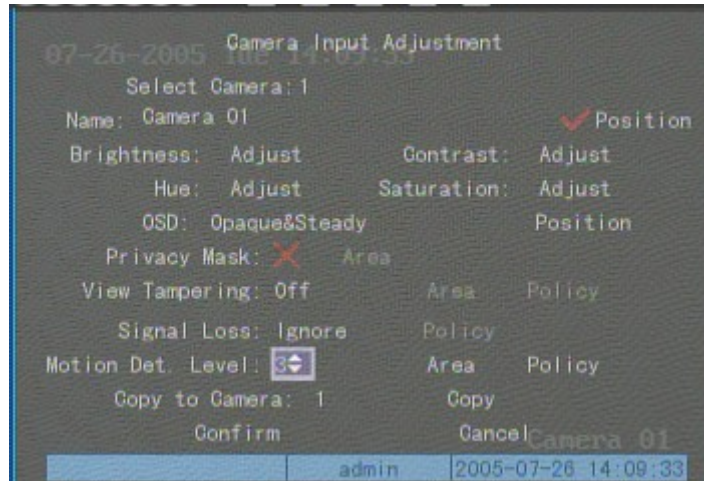 Camera Input Adjustment
07-26-2005 Tue 14:09:33
Select Camera: 1
Name: Camera 01 Position
Brightness: Adjust Contrast: Adjust
Hue: Adjust Saturation: Adjust
OSD: Opaque&Steady Position
Privacy Mask: Area
View Tampering: Off Area Policy
Signal Loss: Ignore Policy
Motion Det. Level: 3 Area Policy
Copy to Camera: 1 Copy
Confirm Cancel
Camera 01
admin 2005-07-26 14:09:33